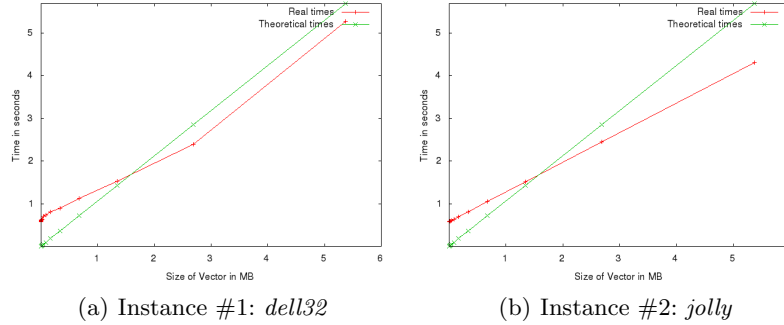 Real times
Theoretical times
5
4
3
2
1
Time in seconds
1
2
3
4
5
6
Size of Vector in MB
(a) Instance #1: dell32
Real times
Theoretical times
5
4
3
2
1
Time in seconds
1
2
3
4
5
Size of Vector in MB
(b) Instance #2: jolly